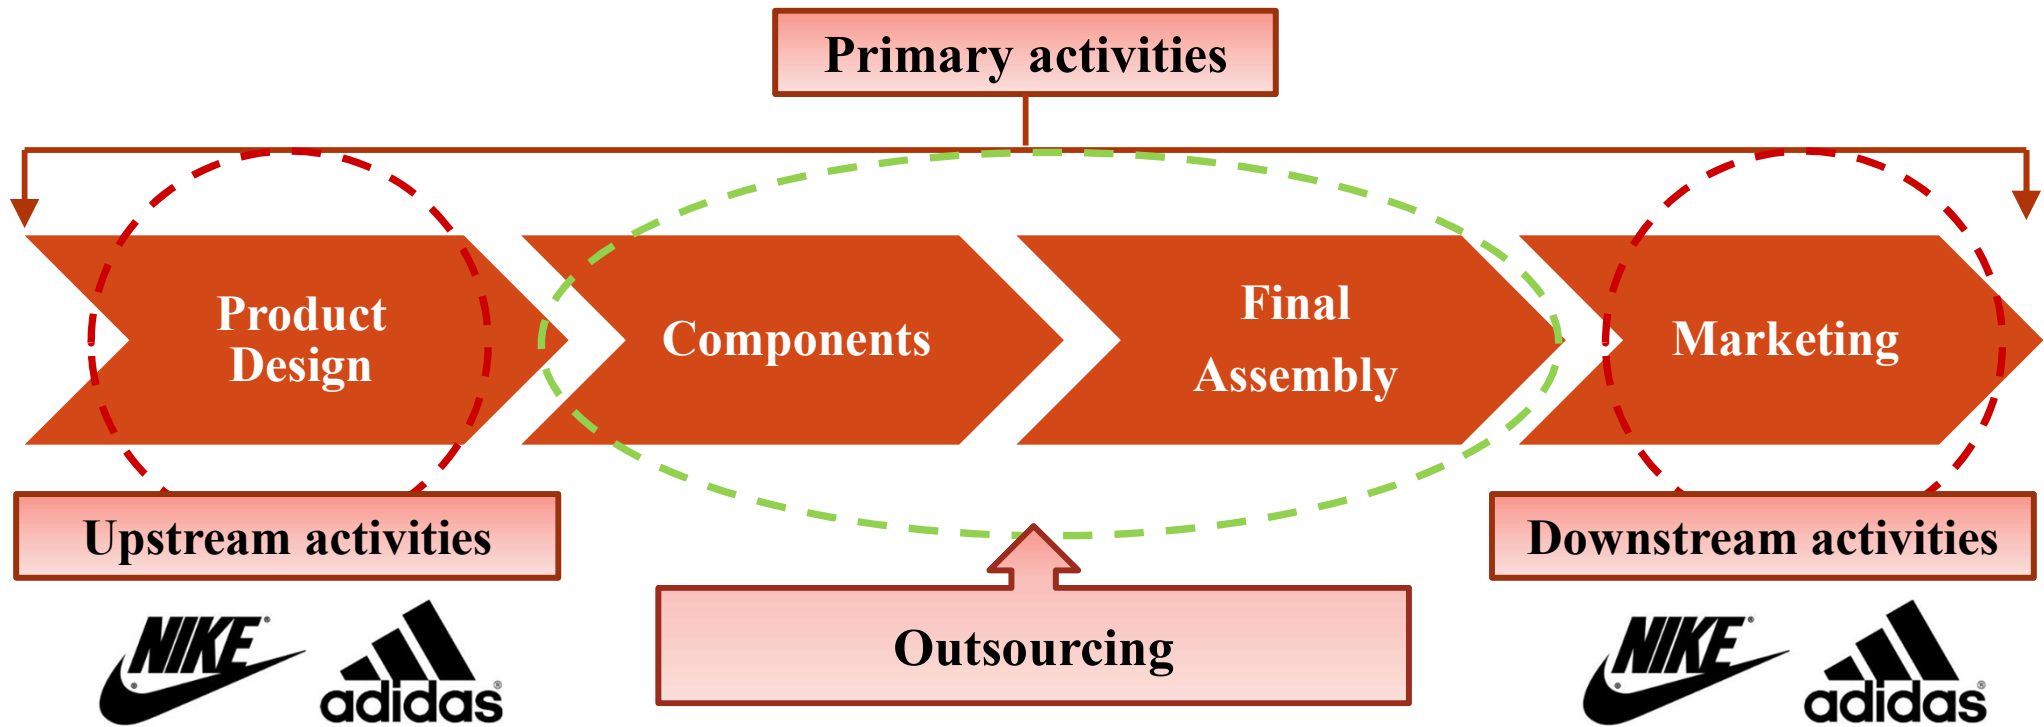 Primary activities
Product
Design
Components
Final
Assembly
Marketing
Upstream activities
Downstream activities
Outsourcing
NIKE®
adidas®
NIKE®
adidas®